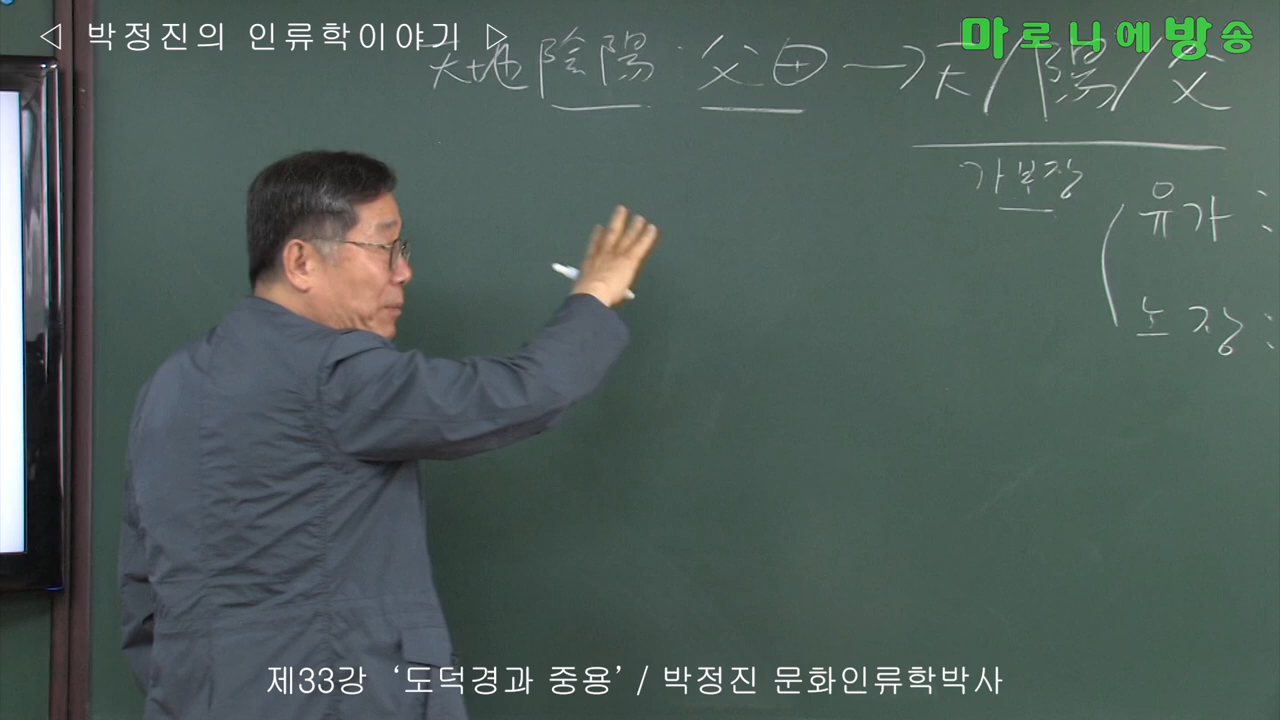 ◁ 박정진의 인류학이야기 ▷
마로니에방송
天地陰陽·父母→天/陽/父
가부장
유가:
노장:
제33강 ‘도덕경과 중용’ / 박정진 문화인류학박사